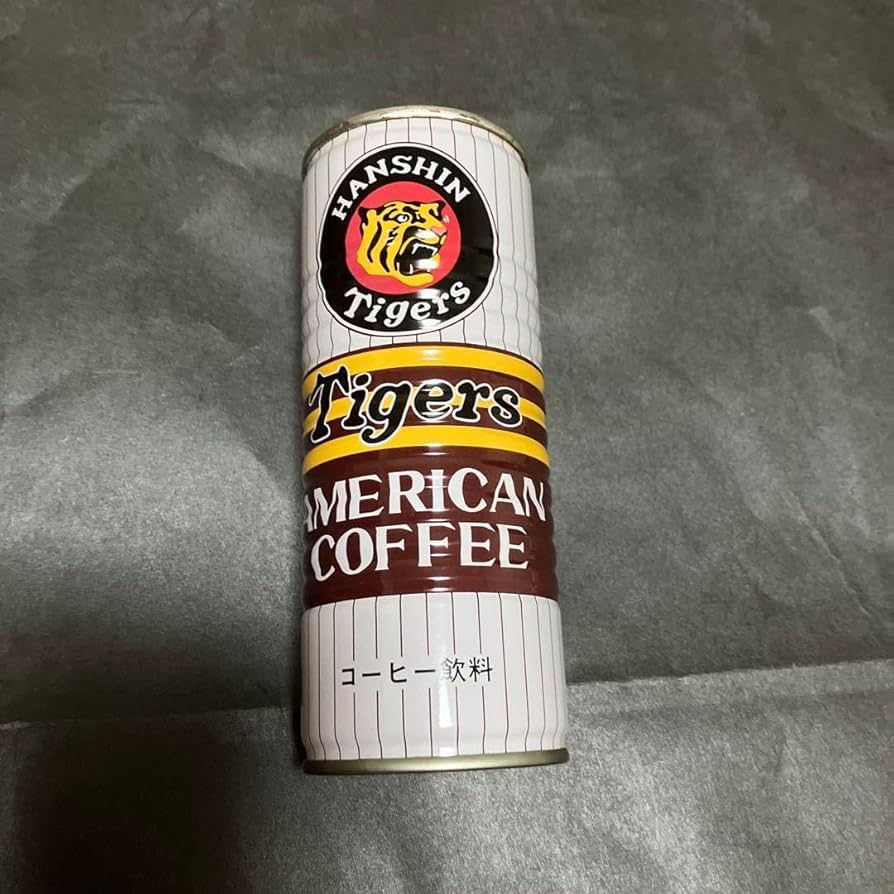 HANSHIN
Tigers
Tigers
AMERICAN
COFFEE
コーヒー飲料